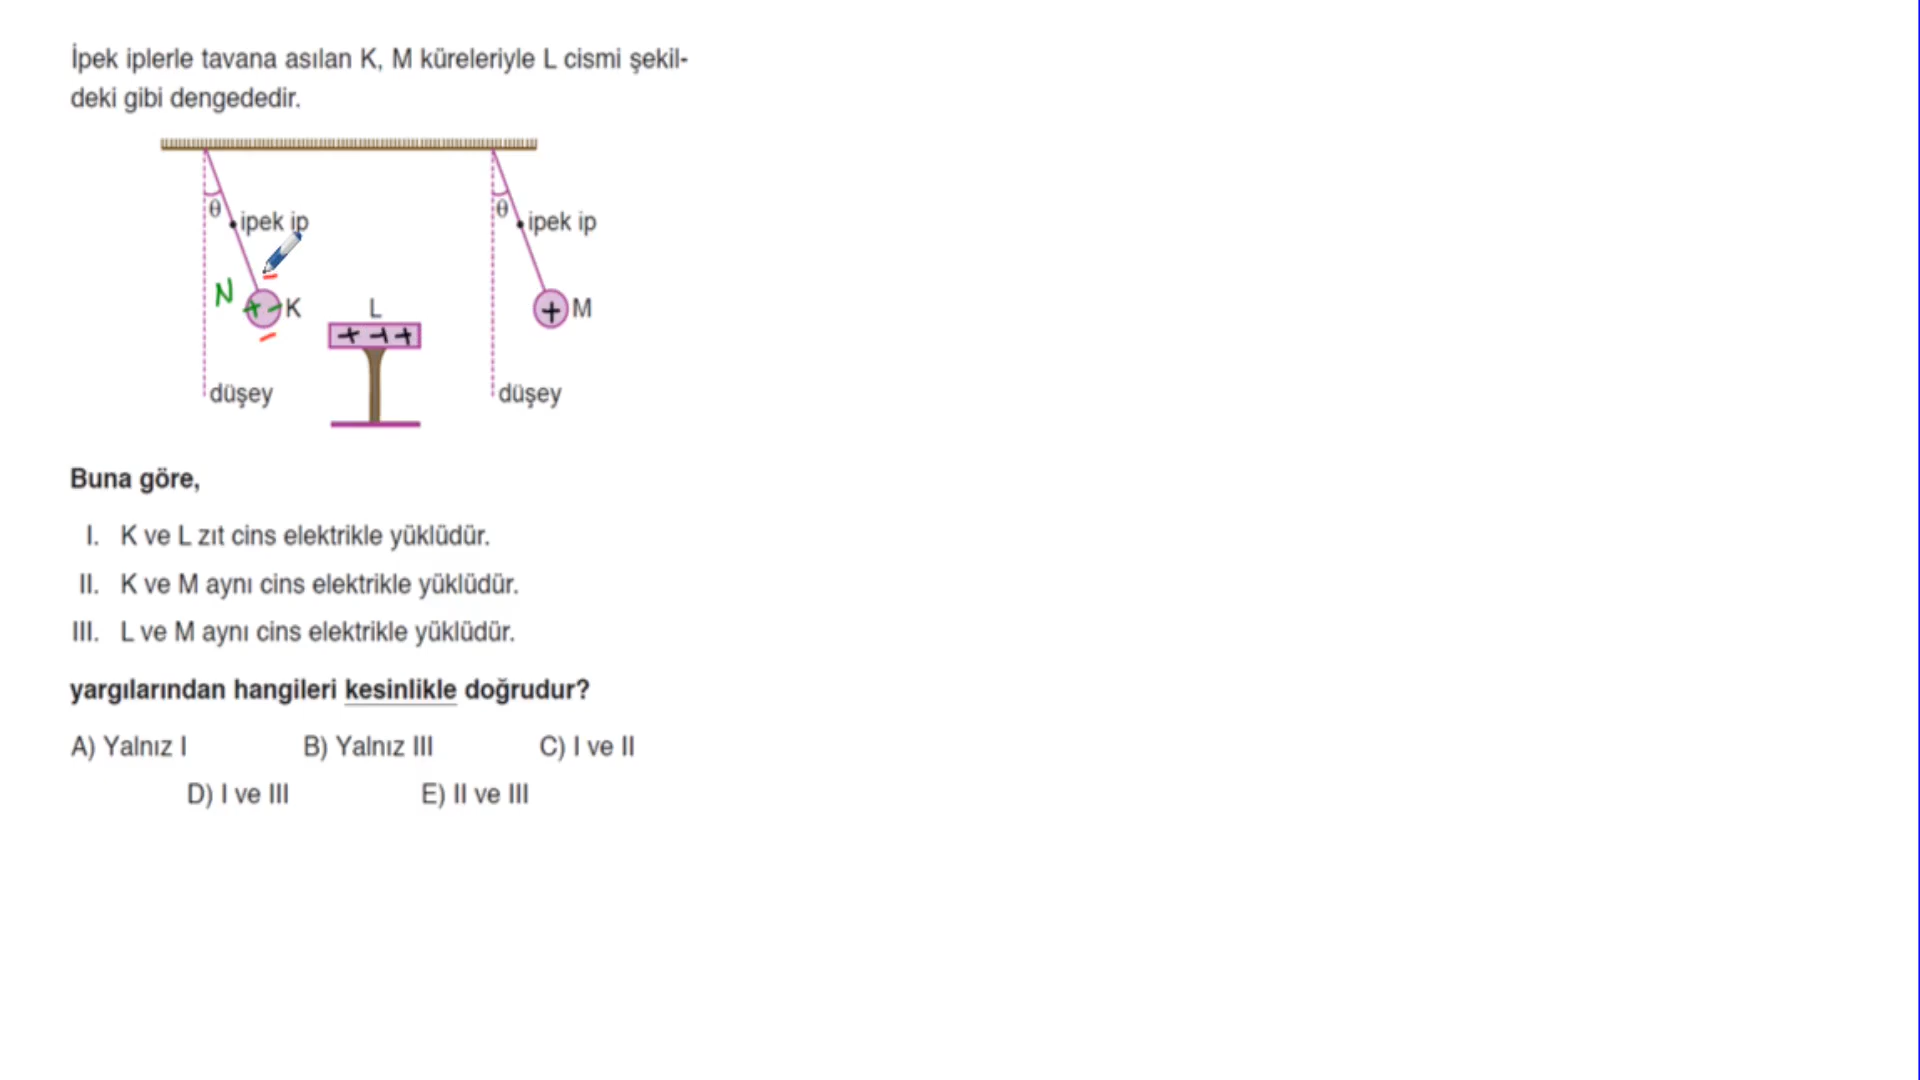 İpek iplerle tavana asılan K, M küreleriyle L cismi şekil-
deki gibi dengededir.
θ ipek ip
θ ipek ip
N + - K
L
+ M
+ + +
düşey
düşey
Buna göre,
I. K ve L zıt cins elektrikle yüklüdür.
II. K ve M aynı cins elektrikle yüklüdür.
III. L ve M aynı cins elektrikle yüklüdür.
yargılarından hangileri kesinlikle doğrudur?
A) Yalnız I B) Yalnız III C) I ve II
D) I ve III E) II ve III